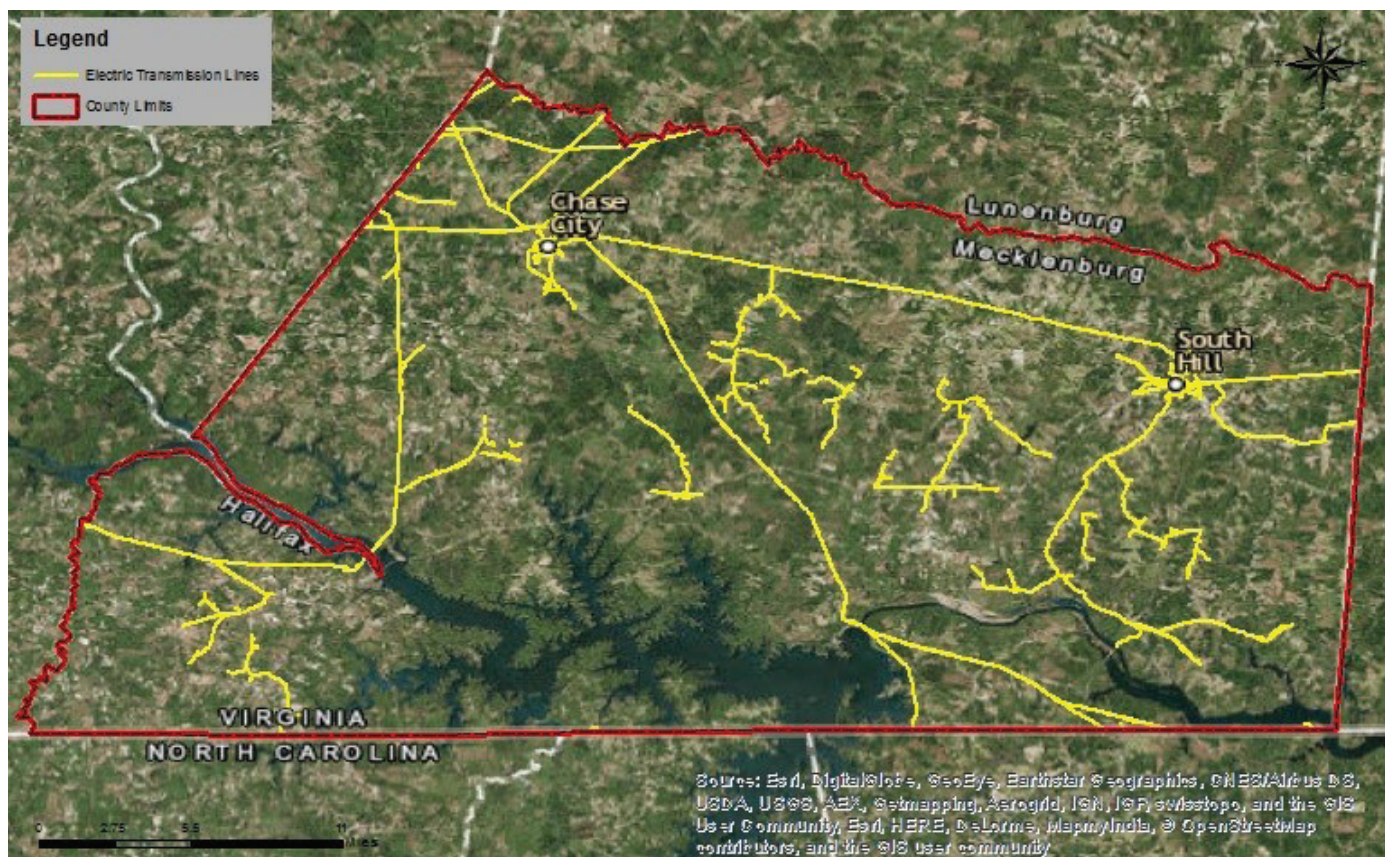 Legend
Electric Transmission Lines
County Limits
Chase
City
Lunenburg
Mecklenburg
South
Hill
Halifax
VIRGINIA
NORTH CAROLINA
Source: Esri, DigitalGlobe, GeoEye, Earthstar Geographics, CNES/Airbus DS,
USDA, USGS, AEX, Getmapping, Aerogrid, IGN, IGP, swisstopo, and the GIS
User Community, Esri, HERE, DeLorme, MapmyIndia, © OpenStreetMap
contributors, and the GIS user community
0 2.75 5.5 11
Miles